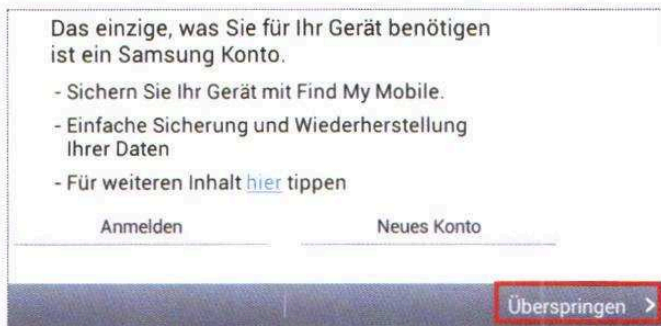 Das einzige, was Sie für Ihr Gerät benötigen
ist ein Samsung Konto.
- Sichern Sie Ihr Gerät mit Find My Mobile.
- Einfache Sicherung und Wiederherstellung
Ihrer Daten
- Für weiteren Inhalt hier tippen
Anmelden Neues Konto
Überspringen >